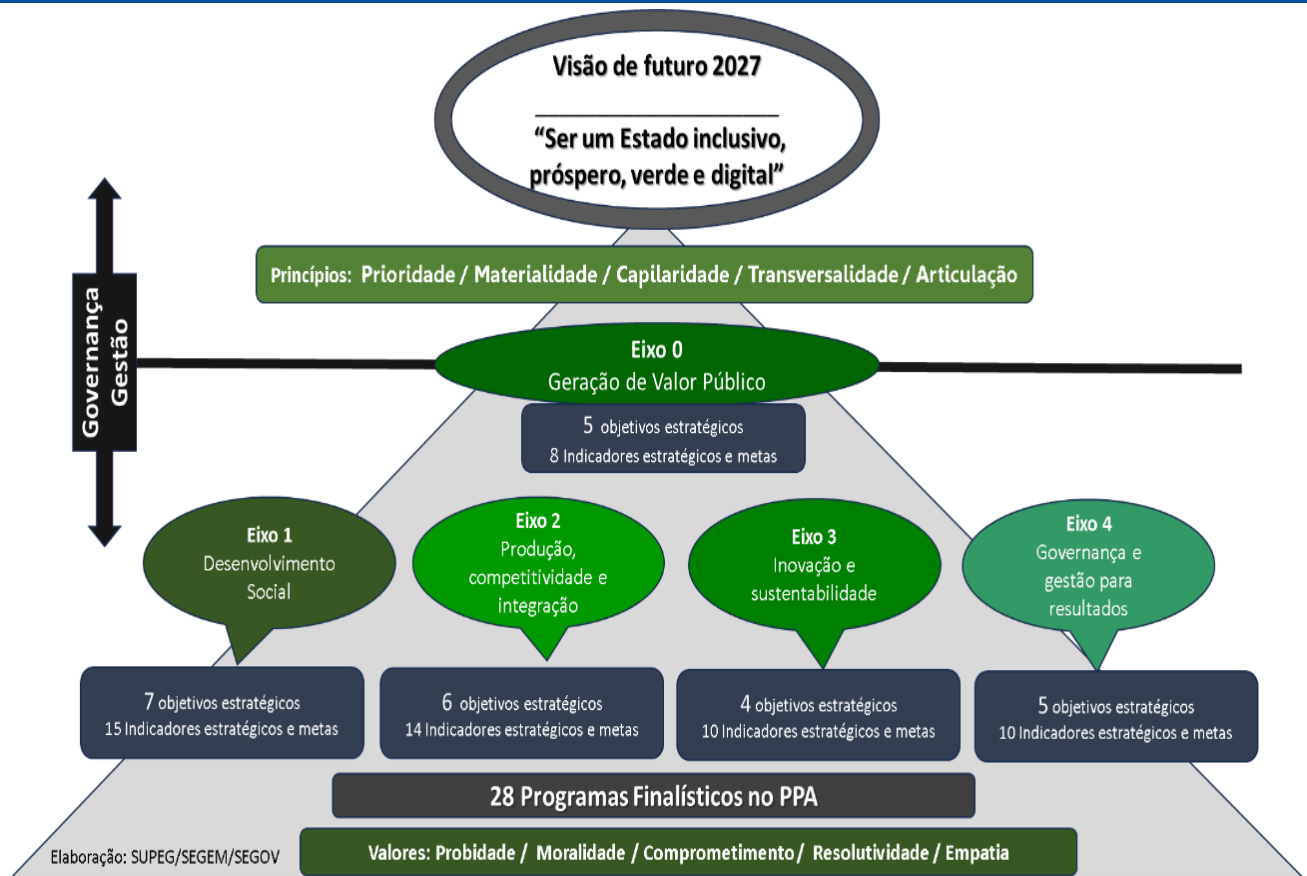 Visão de futuro 2027
“Ser um Estado inclusivo,
próspero, verde e digital”
Princípios: Prioridade / Materialidade / Capilaridade / Transversalidade / Articulação
Governança
Gestão
Eixo 0
Geração de Valor Público
5 objetivos estratégicos
8 Indicadores estratégicos e metas
Eixo 1
Desenvolvimento
Social
7 objetivos estratégicos
15 Indicadores estratégicos e metas
Eixo 2
Produção,
competitividade e
integração
6 objetivos estratégicos
14 Indicadores estratégicos e metas
Eixo 3
Inovação e
sustentabilidade
4 objetivos estratégicos
10 Indicadores estratégicos e metas
Eixo 4
Governança e
gestão para
resultados
5 objetivos estratégicos
10 Indicadores estratégicos e metas
28 Programas Finalísticos no PPA
Elaboração: SUPEG/SEGEM/SEGOV
Valores: Probidade / Moralidade / Comprometimento / Resolutividade / Empatia